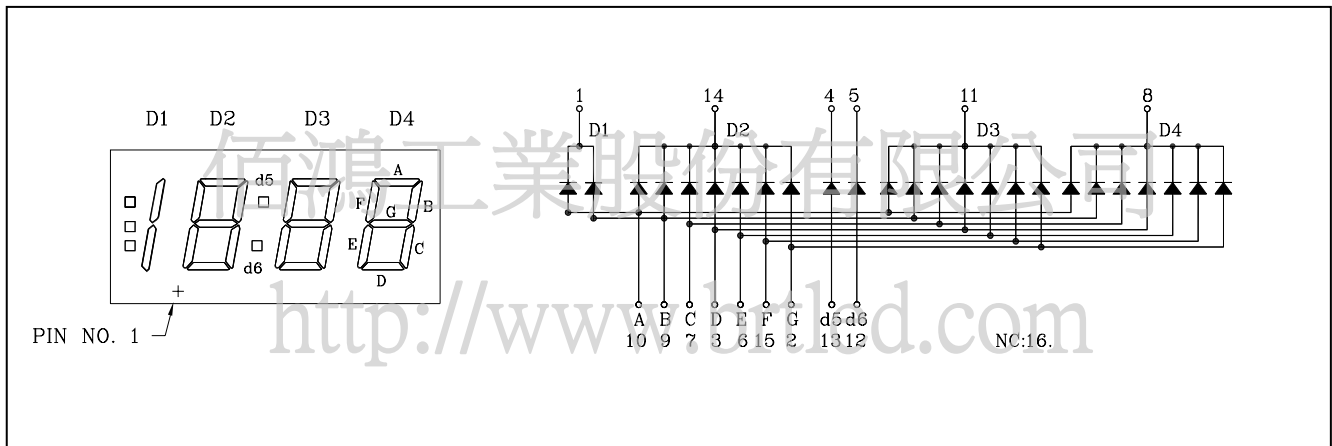 D1 D2 D3 D4
A
d5
F
G
B
E
C
d6
D
+
PIN NO. 1
1 14 4 5 11 8
D1 D2 D3 D4
A B C D E F G d5 d6
10 9 7 3 6 15 2 13 12 NC:16.
佰鴻工業股份有限公司
http://www.brtled.com